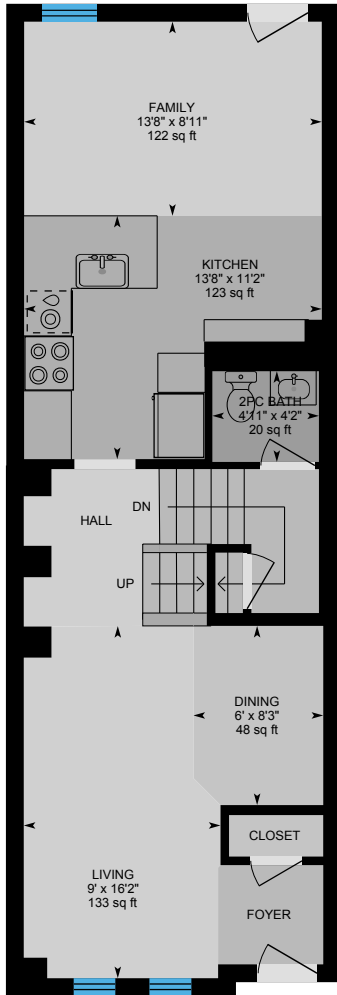 FAMILY
13'8" x 8'11"
122 sq ft
KITCHEN
13'8" x 11'2"
123 sq ft
2PC BATH
4'11" x 4'2"
20 sq ft
DN
HALL
UP
DINING
6' x 8'3"
48 sq ft
CLOSET
LIVING
9' x 16'2"
133 sq ft
FOYER